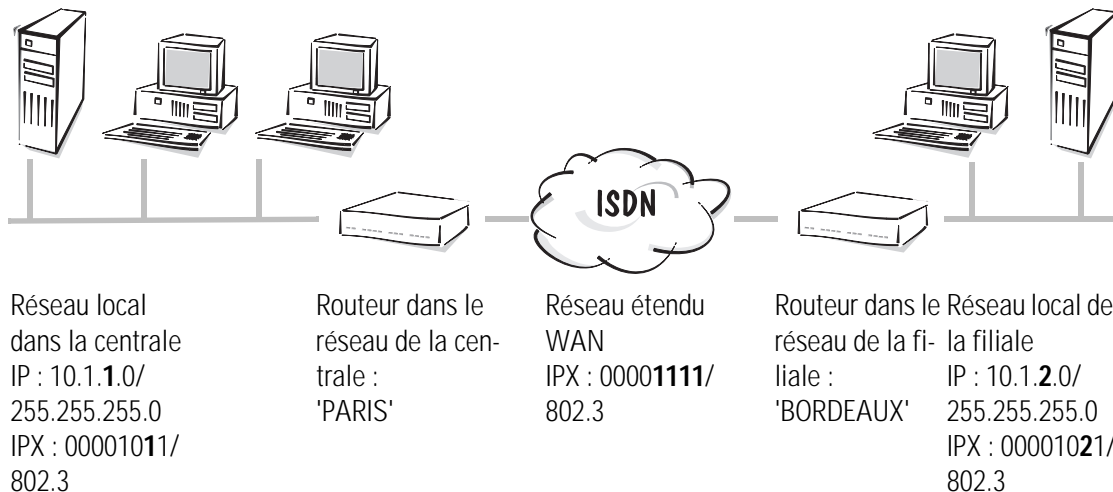 ISDN
Réseau local
dans la centrale
IP : 10.1.1.0/
255.255.255.0
IPX : 00001011/
802.3
Routeur dans le
réseau de la cen-
trale :
'PARIS'
Réseau étendu
WAN
IPX : 00001111/
802.3
Routeur dans le
réseau de la fi-
liale :
'BORDEAUX'
Réseau local de
la filiale
IP : 10.1.2.0/
255.255.255.0
IPX : 00001021/
802.3